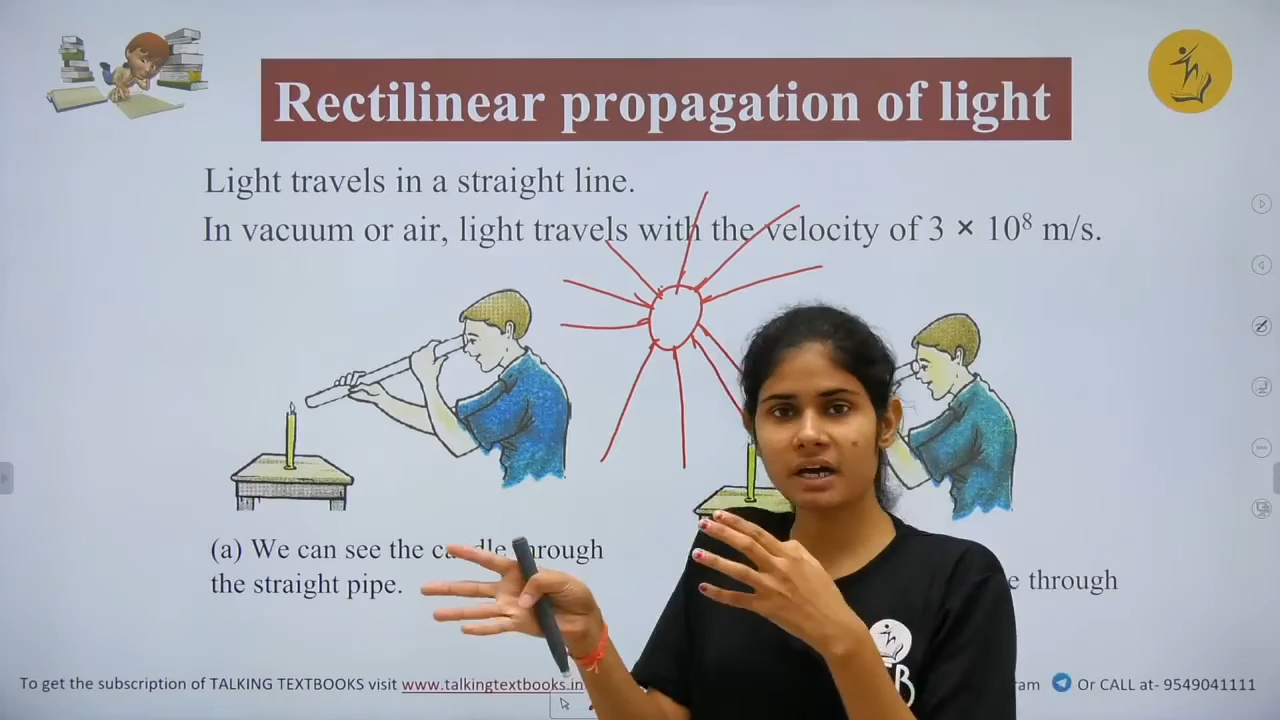 Rectilinear propagation of light
Light travels in a straight line.
In vacuum or air, light travels with the velocity of 3 × 10⁸ m/s.
(a) We can see the through
the straight pipe.
through
To get the subscription of TALKING TEXTBOOKS visit www.talkingtextbooks.in
Or CALL at- 9549041111